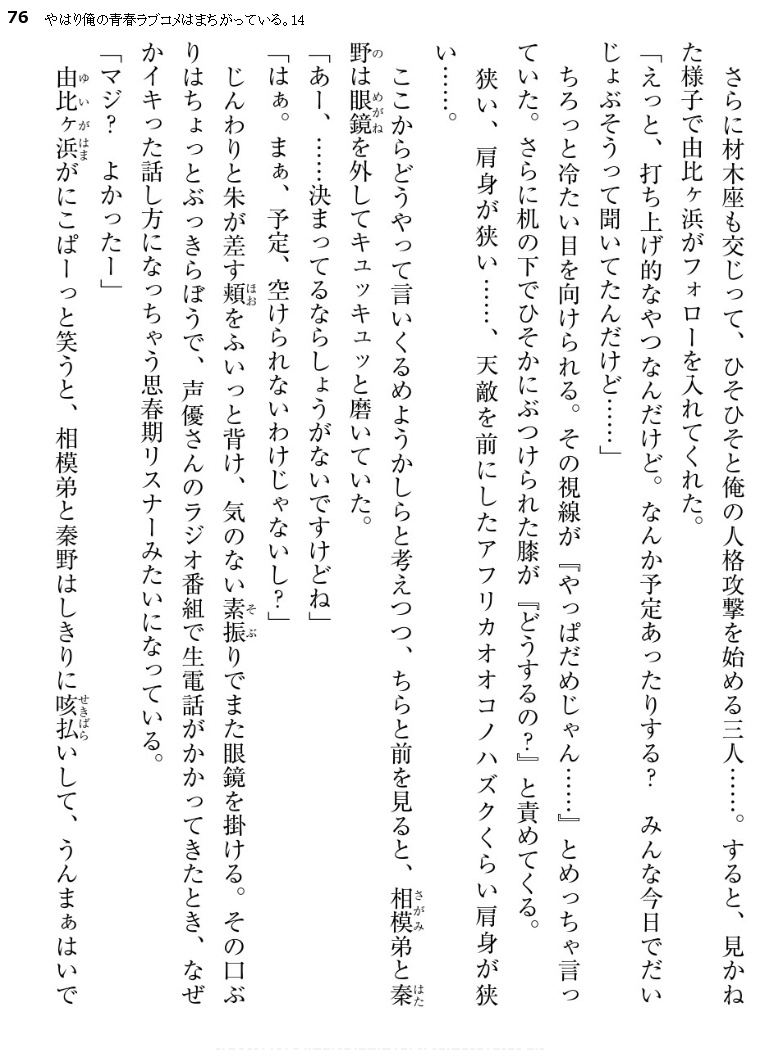 76 やはり俺の青春ラブコメはまちがっている。14
さらに材木座も交じって、ひそひそと俺の人格攻撃を始める三人……。すると、見かね
た様子で由比ヶ浜がフォローを入れてくれた。
「えっと、打ち上げ的なやつなんだけど。なんか予定あったりする？　みんな今日でだい
じょぶそうって聞いてたんだけど……」
ちろっと冷たい目を向けられる。その視線が『やっぱだめじゃん……』とめっちゃ言っ
ていた。さらに机の下でひそかにぶつけられた膝が『どうするの？』と責めてくる。
狭い、肩身が狭い……、天敵を前にしたアフリカオオコノハズクくらい肩身が狭
い……。
ここからどうやって言いくるめようかしらと考えつつ、ちらと前を見ると、相模弟と秦
野は眼鏡を外してキュッキュッと磨いていた。
「あー、……決まってるならしょうがないですけどね」
「はぁ。まぁ、予定、空けられないわけじゃないし？」
じんわりと朱が差す頬をふいっと背け、気のない素振りでまた眼鏡を掛ける。その口ぶ
りはちょっとぶっきらぼうで、声優さんのラジオ番組で生電話がかかってきたとき、なぜ
かイキった話し方になっちゃう思春期リスナーみたいになっている。
「マジ？　よかったー」
由比ヶ浜がにこぱーっと笑うと、相模弟と秦野はしきりに咳払いして、うんまぁはいで